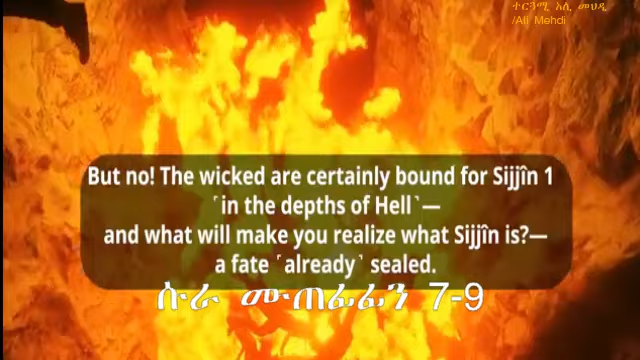 ተርጓሚ አሊ መህዲ
/Ali Mehdi
But no! The wicked are certainly bound for Sijjîn 1
˹in the depths of Hell˺—
and what will make you realize what Sijjîn is?—
a fate ˹already˺ sealed.
ሱራ ሙጠፊፊን 7-9